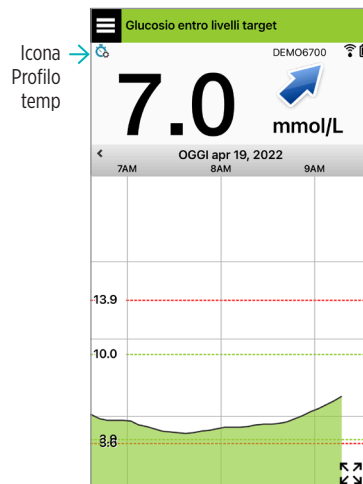 Glucosio entro livelli target
Icona
Profilo
temp
DEMO6700
7.0
mmol/L
OGGI apr 19, 2022
7AM 8AM 9AM
13.9
10.0